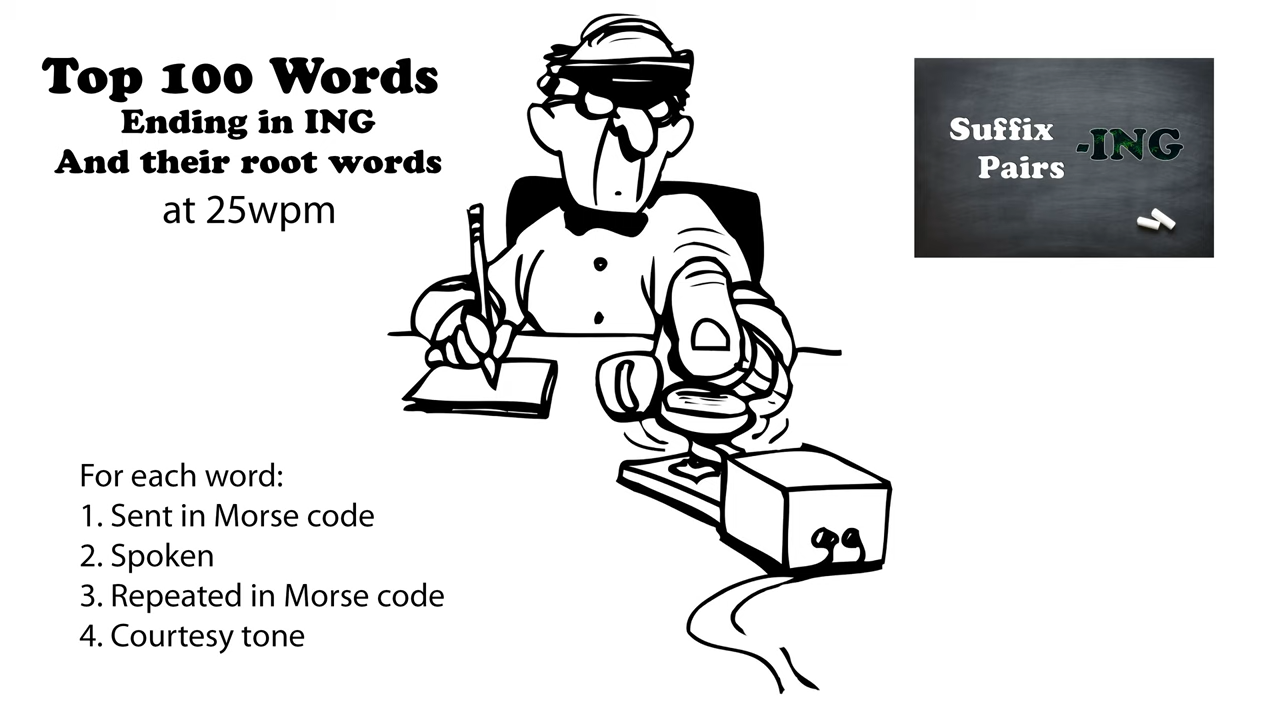 Top 100 Words
Ending in ING
And their root words
at 25wpm
Suffix
Pairs
-ING
For each word:
1. Sent in Morse code
2. Spoken
3. Repeated in Morse code
4. Courtesy tone